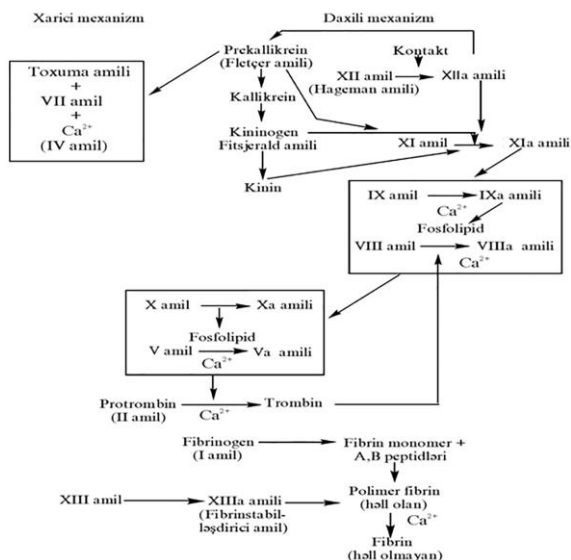 Xarici mexanizm
Daxili mexanizm
Toxuma amili
+
VII amil
+
Ca²⁺
(IV amil)
Prekallikrein
(Fletçer amili)
Kallikrein
Kininogen
Fitsjerald amili
Kinin
Kontakt
XII amil
(Hageman amili)
XIIa amili
XI amil
XIa amili
IX amil
Ca²⁺
IXa amili
Fosfolipid
VIII amil
VIIIa amili
Ca²⁺
X amil
Xa amili
Fosfolipid
V amil
Ca²⁺
Va amili
Protrombin
(II amil)
Ca²⁺
Trombin
Fibrinogen
(I amil)
Fibrin monomer +
A,B peptidləri
XIII amil
XIIIa amili
(Fibrinstabil-
ləşdirici amil)
Polimer fibrin
(həll olan)
Ca²⁺
Fibrin
(həll olmayan)